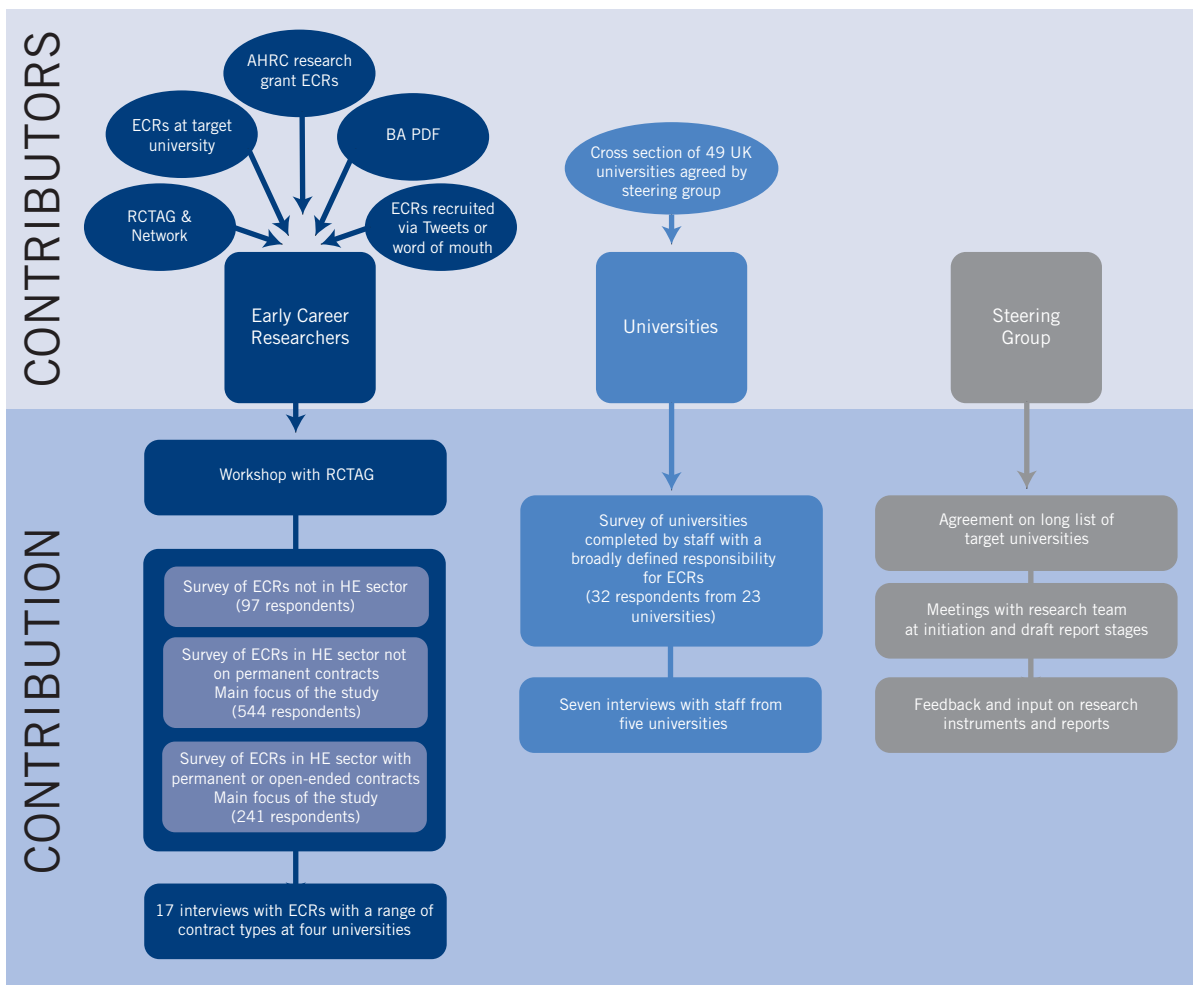 CONTRIBUTORS
AHRC research
grant ECRs
ECRs at target
university
BA PDF
RCTAG &
Network
ECRs recruited
via Tweets or
word of mouth
Early Career
Researchers
Cross section of 49 UK
universities agreed by
steering group
Universities
Steering
Group
CONTRIBUTION
Workshop with RCTAG
Survey of ECRs not in HE sector
(97 respondents)
Survey of ECRs in HE sector not
on permanent contracts
Main focus of the study
(544 respondents)
Survey of ECRs in HE sector with
permanent or open-ended contracts
Main focus of the study
(241 respondents)
17 interviews with ECRs with a range of
contract types at four universities
Survey of universities
completed by staff with a
broadly defined responsibility
for ECRs
(32 respondents from 23
universities)
Seven interviews with staff from
five universities
Agreement on long list of
target universities
Meetings with research team
at initiation and draft report stages
Feedback and input on research
instruments and reports